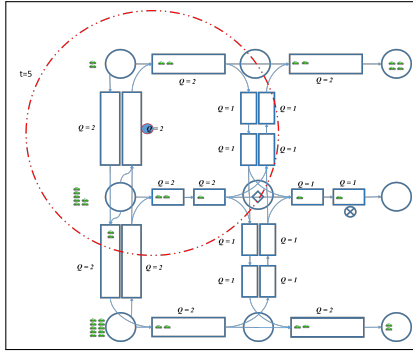 t=5
Q = 2
Q = 2
Q = 2
Q = 2
Q = 1
Q = 1
Q = 1
Q = 1
Q = 2
Q = 2
Q = 1
Q = 1
Q = 2
Q = 2
Q = 1
Q = 1
Q = 1
Q = 1
Q = 2
Q = 2